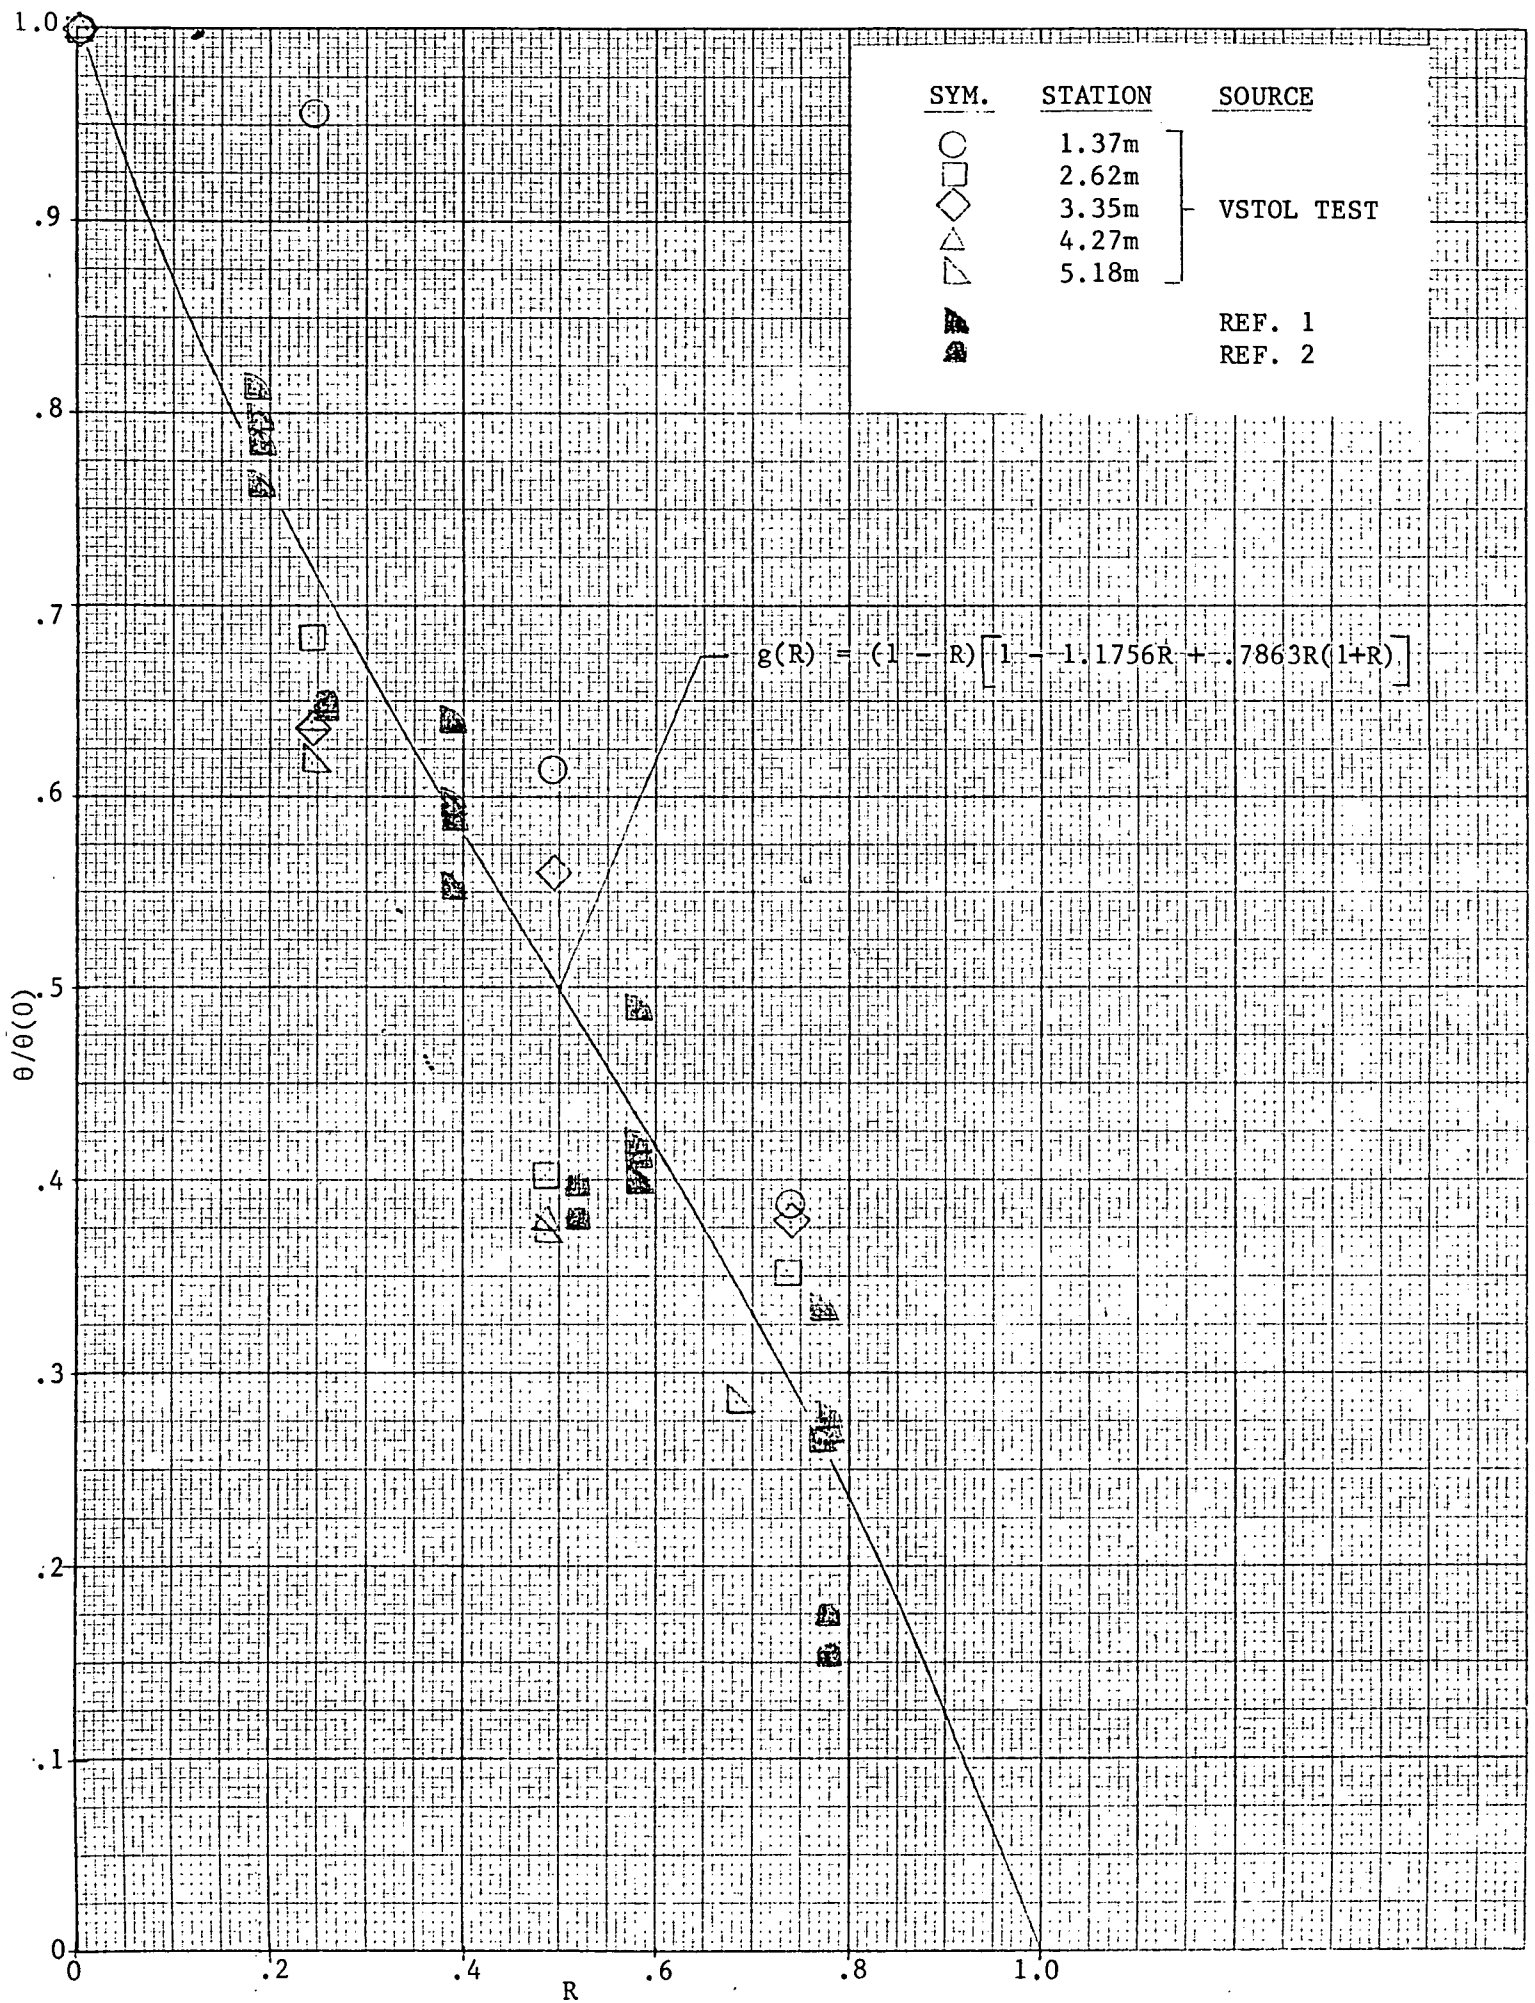 1.0
.9
.8
.7
.6
.5
.4
.3
.2
.1
0
θ/θ(O)
0 .2 .4 .6 .8 1.0
R
SYM. STATION SOURCE
1.37m
2.62m
3.35m
4.27m
5.18m
VSTOL TEST
REF. 1
REF. 2
g(R) = (1 - R)[1 - 1.1756R + .7863R(1+R)]